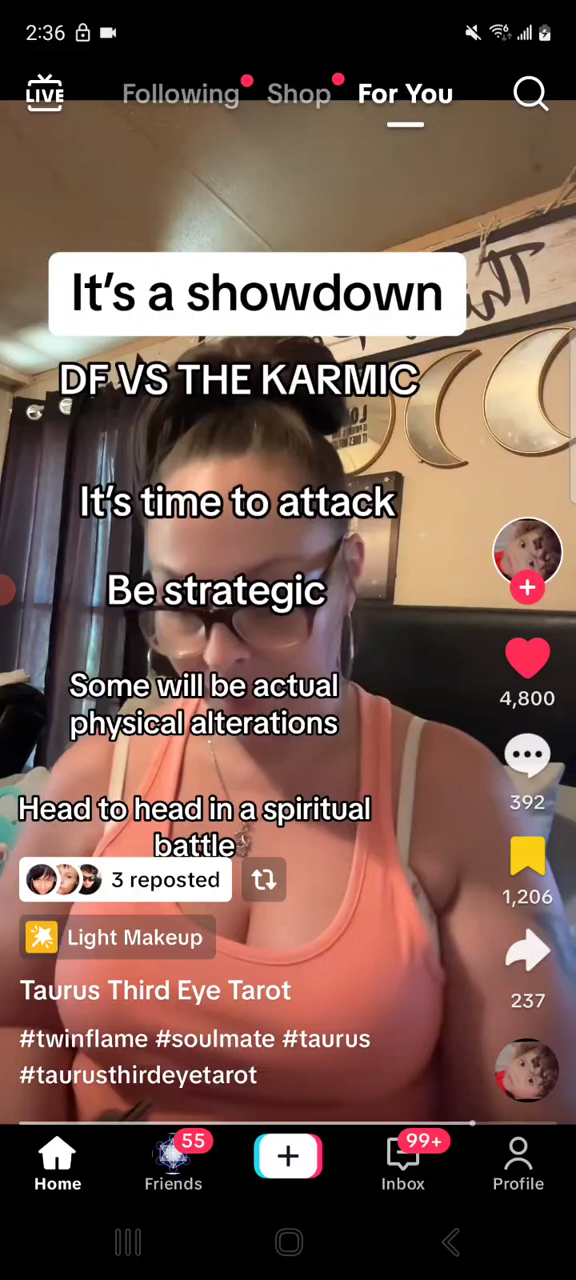 2:36
LIVE
Following
Shop
For You
It's a showdown
DF VS THE KARMIC
It's time to attack
Be strategic
Some will be actual
physical alterations
Head to head in a spiritual
battle
3 reposted
Light Makeup
Taurus Third Eye Tarot
#twinflame #soulmate #taurus
#taurusthirdeyetarot
4,800
392
1,206
237
Home
55
Friends
99+
Inbox
Profile